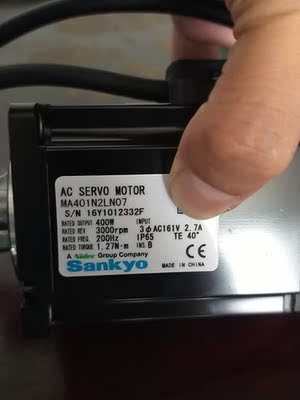 AC SERVO MOTOR
MA401N2LN07
S/N 16Y1012332F
RATED OUTPUT 400W INPUT
RATED REV 3000rpm 3φAC161V 2.7A
RATED FREQ 200Hz IP65 TE 40°
RATED TORQUE 1.27N-m INS B
A Nidec Group Company
Sankyo
CE
MADE IN CHINA